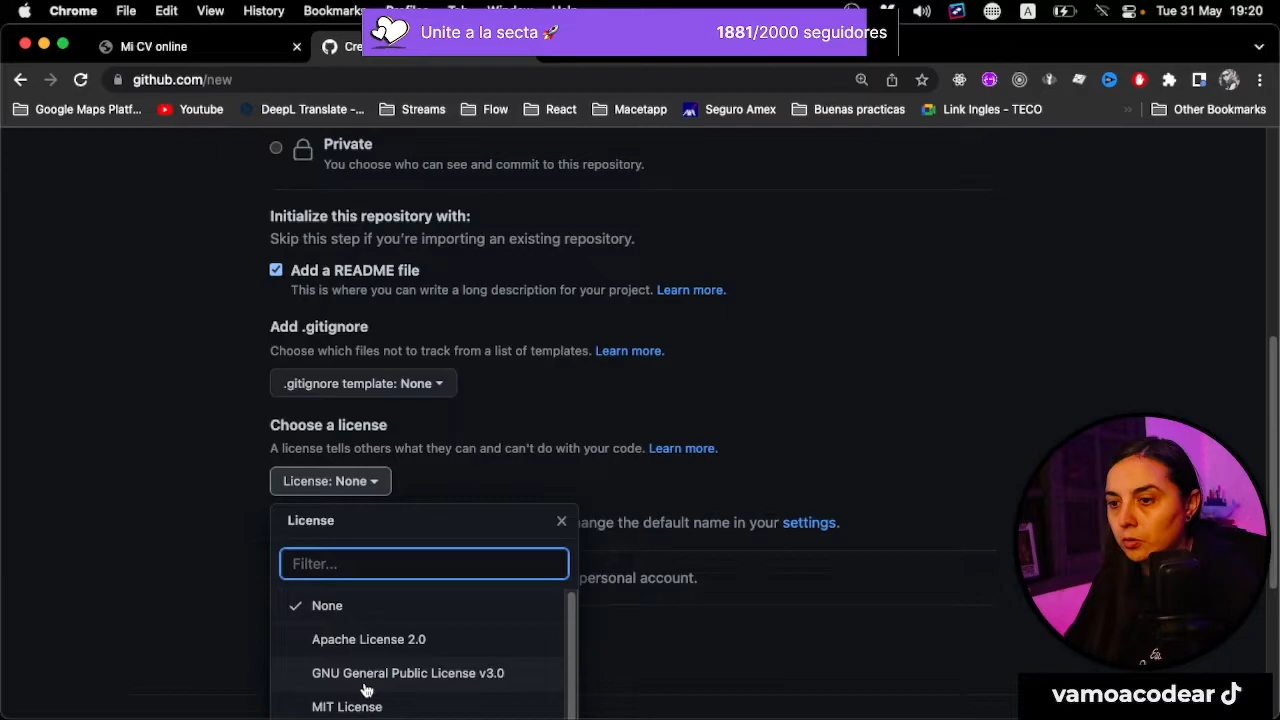 Chrome File Edit View History Bookmarks
A Tue 31 May 19:20
Unite a la secta 🚀 1881/2000 seguidores
Mi CV online
github.com/new
Google Maps Platf... Youtube DeepL Translate -... Streams Flow React Macetapp Seguro Amex Buenas practicas Link Ingles - TECO » Other Bookmarks
Private
You choose who can see and commit to this repository.
Initialize this repository with:
Skip this step if you're importing an existing repository.
Add a README file
This is where you can write a long description for your project. Learn more.
Add .gitignore
Choose which files not to track from a list of templates. Learn more.
.gitignore template: None
Choose a license
A license tells others what they can and can't do with your code. Learn more.
License: None
License
ange the default name in your settings.
Filter...
personal account.
None
Apache License 2.0
GNU General Public License v3.0
MIT License
vamoacodear